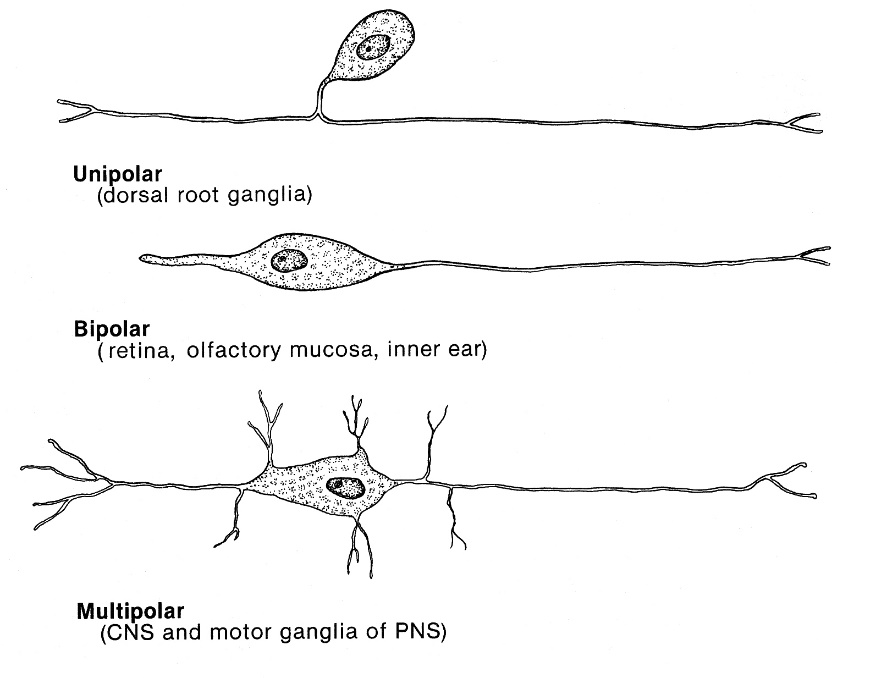 Unipolar
(dorsal root ganglia)
Bipolar
(retina, olfactory mucosa, inner ear)
Multipolar
(CNS and motor ganglia of PNS)